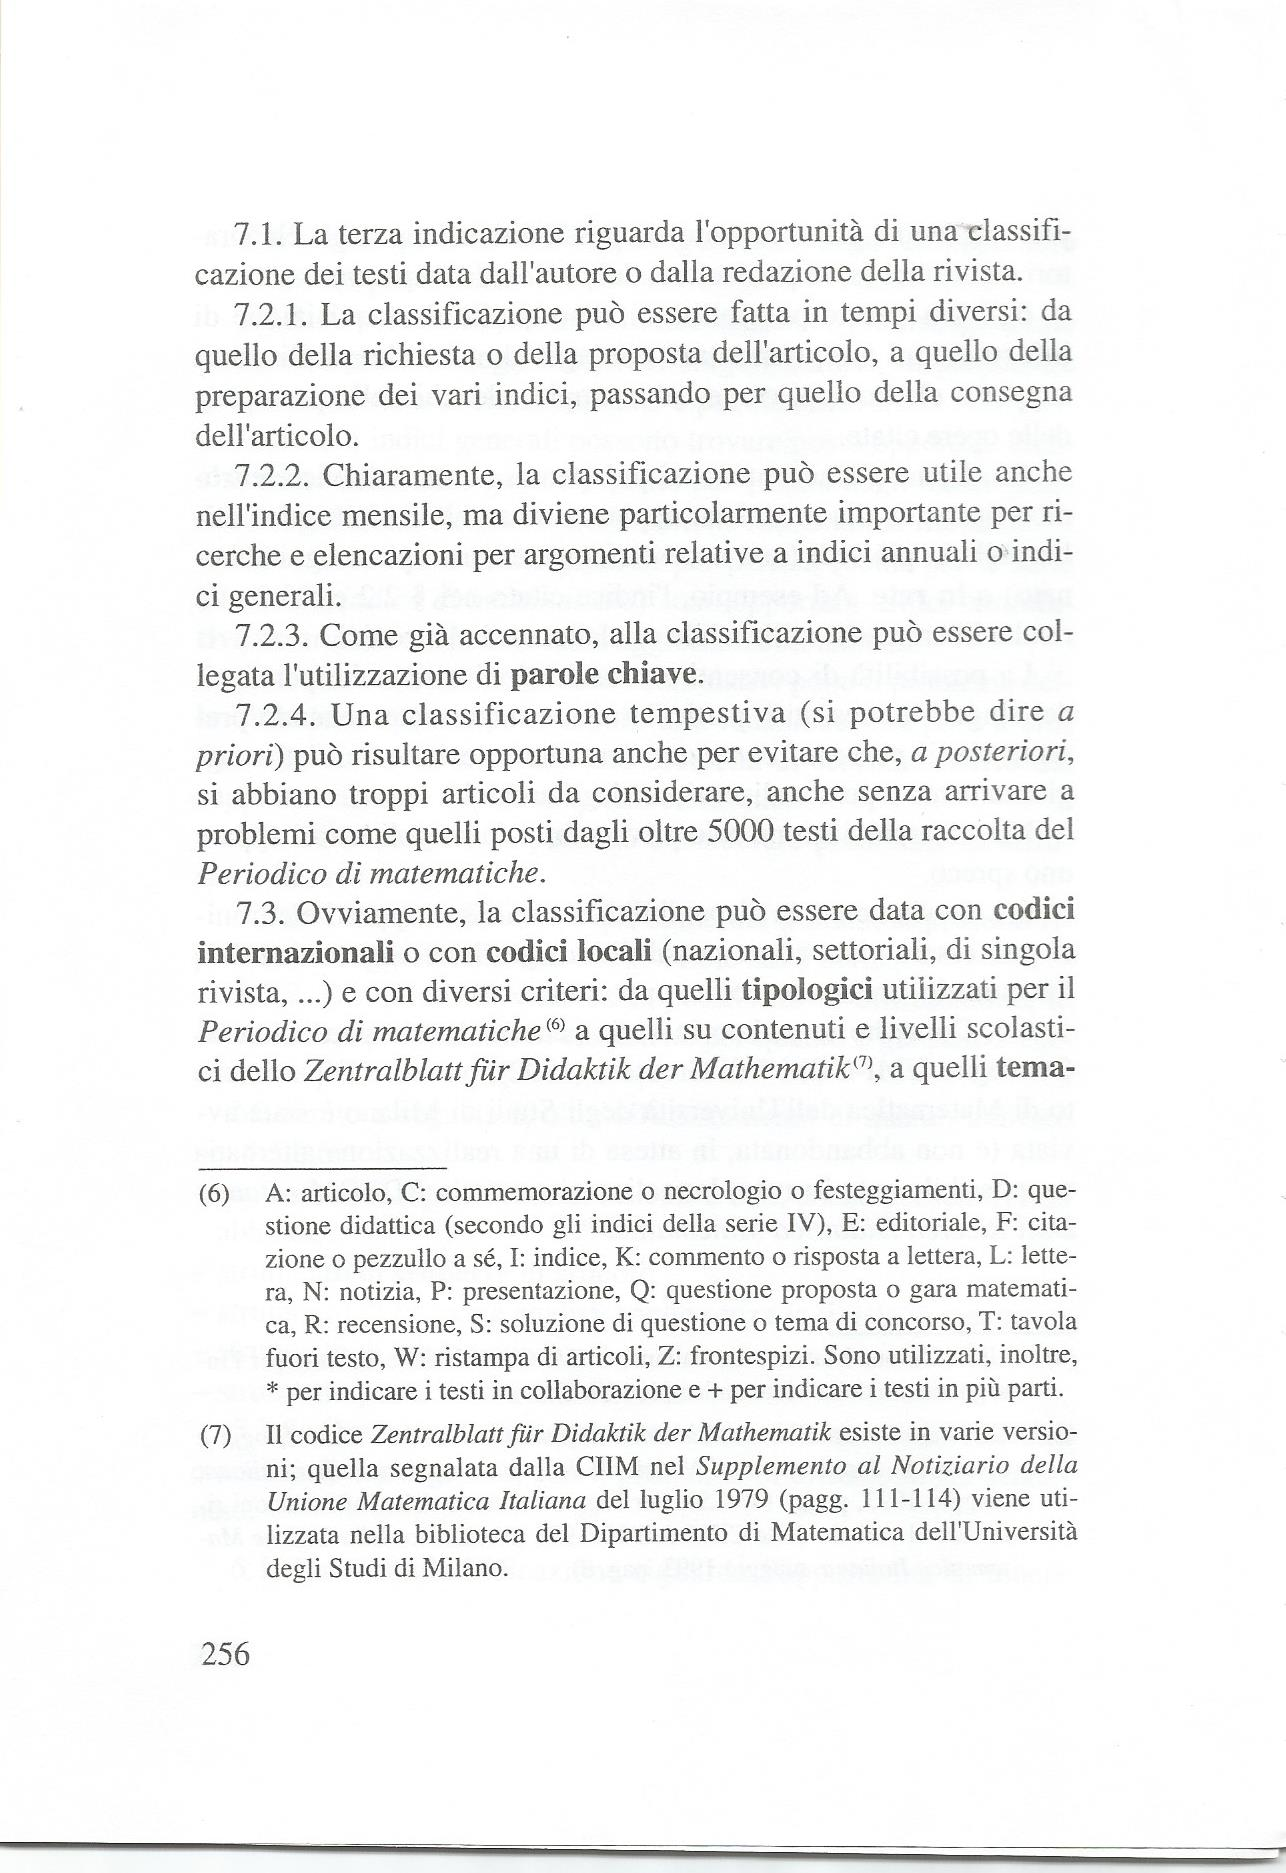 7.1. La terza indicazione riguarda l'opportunità di una classifi-
cazione dei testi data dall'autore o dalla redazione della rivista.
7.2.1. La classificazione può essere fatta in tempi diversi: da
quello della richiesta o della proposta dell'articolo, a quello della
preparazione dei vari indici, passando per quello della consegna
dell'articolo.
7.2.2. Chiaramente, la classificazione può essere utile anche
nell'indice mensile, ma diviene particolarmente importante per ri-
cerche e elencazioni per argomenti relative a indici annuali o indi-
ci generali.
7.2.3. Come già accennato, alla classificazione può essere col-
legata l'utilizzazione di parole chiave.
7.2.4. Una classificazione tempestiva (si potrebbe dire a
priori) può risultare opportuna anche per evitare che, a posteriori,
si abbiano troppi articoli da considerare, anche senza arrivare a
problemi come quelli posti dagli oltre 5000 testi della raccolta del
Periodico di matematiche.
7.3. Ovviamente, la classificazione può essere data con codici
internazionali o con codici locali (nazionali, settoriali, di singola
rivista, ...) e con diversi criteri: da quelli tipologici utilizzati per il
Periodico di matematiche (6) a quelli su contenuti e livelli scolasti-
ci dello Zentralblatt für Didaktik der Mathematik(7), a quelli tema-
(6) A: articolo, C: commemorazione o necrologio o festeggiamenti, D: que-
stione didattica (secondo gli indici della serie IV), E: editoriale, F: cita-
zione o pezzullo a sé, I: indice, K: commento o risposta a lettera, L: lette-
ra, N: notizia, P: presentazione, Q: questione proposta o gara matemati-
ca, R: recensione, S: soluzione di questione o tema di concorso, T: tavola
fuori testo, W: ristampa di articoli, Z: frontespizi. Sono utilizzati, inoltre,
* per indicare i testi in collaborazione e + per indicare i testi in più parti.
(7) Il codice Zentralblatt für Didaktik der Mathematik esiste in varie versio-
ni; quella segnalata dalla CIIM nel Supplemento al Notiziario della
Unione Matematica Italiana del luglio 1979 (pagg. 111-114) viene uti-
lizzata nella biblioteca del Dipartimento di Matematica dell'Università
degli Studi di Milano.
256